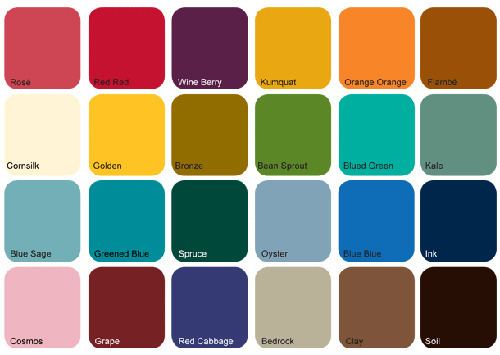 Rose
Red Red
Wine Berry
Kumquat
Orange Orange
Flambé
Cornsilk
Golden
Bronze
Bean Sprout
Blued Green
Kale
Blue Sage
Greened Blue
Spruce
Oyster
Blue Blue
Ink
Cosmos
Grape
Red Cabbage
Bedrock
Clay
Soil